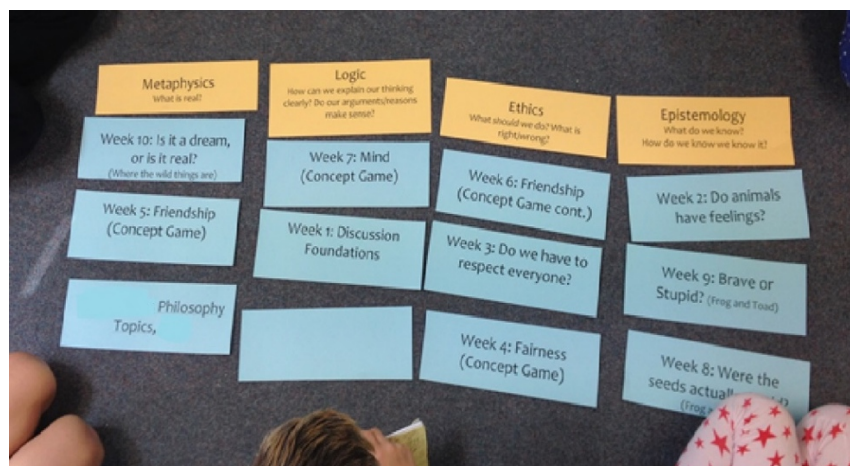 Metaphysics
What is real?
Week 10: Is it a dream,
or is it real?
(Where the wild things are)
Week 5: Friendship
(Concept Game)
Philosophy
Topics,
Logic
How can we explain our thinking
clearly? Do our arguments/reasons
make sense?
Week 7: Mind
(Concept Game)
Week 1: Discussion
Foundations
Ethics
What should we do? What is
right/wrong?
Week 6: Friendship
(Concept Game cont.)
Week 3: Do we have to
respect everyone?
Week 4: Fairness
(Concept Game)
Epistemology
What do we know?
How do we know we know it?
Week 2: Do animals
have feelings?
Week 9: Brave or
Stupid? (Frog and Toad)
Week 8: Were the
seeds
(Frog